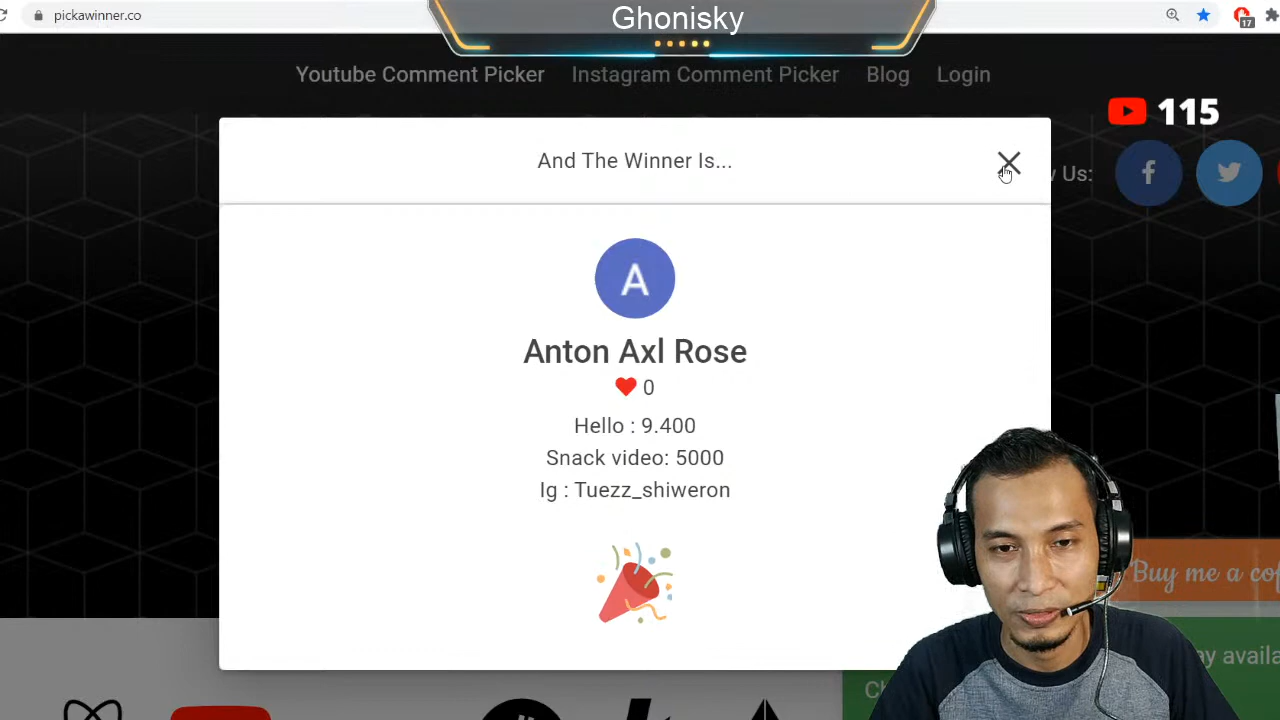 pickawinner.co
Ghonisky
17
Youtube Comment Picker Instagram Comment Picker Blog Login
115
And The Winner Is...
Us:
A
Anton Axl Rose
0
Hello : 9.400
Snack video: 5000
Ig : Tuezz_shiweron
Buy me a